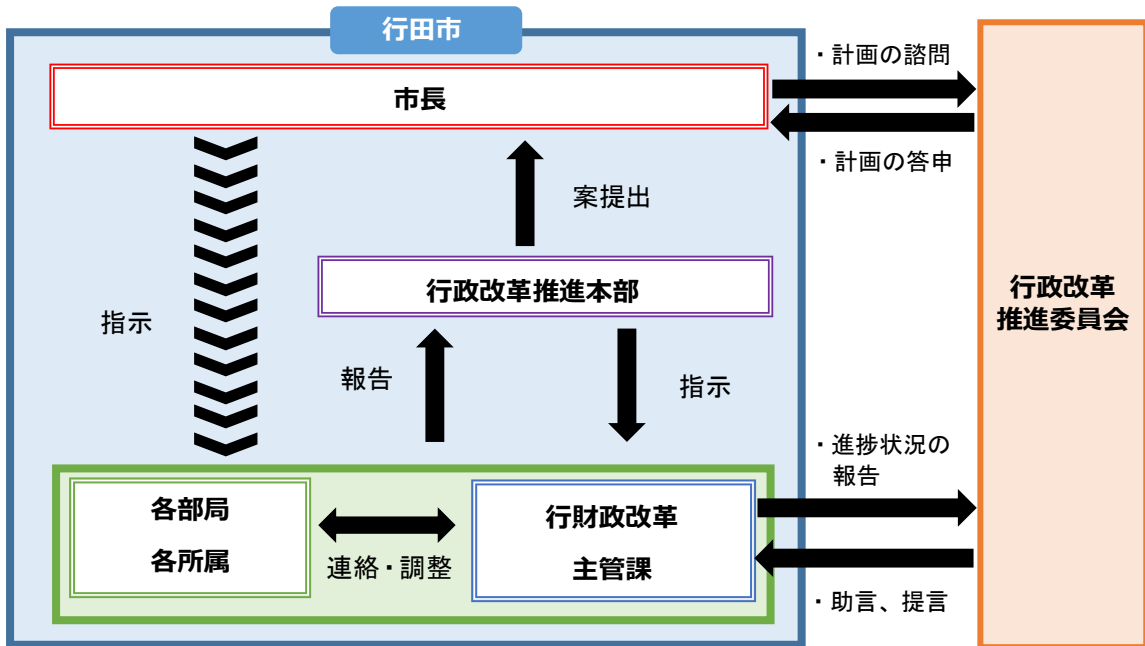 行田市
市長
・計画の諮問
・計画の答申
案提出
行政改革推進本部
指示
報告
指示
行政改革
推進委員会
・進捗状況の
報告
各部局
各所属
連絡・調整
行財政改革
主管課
・助言、提言